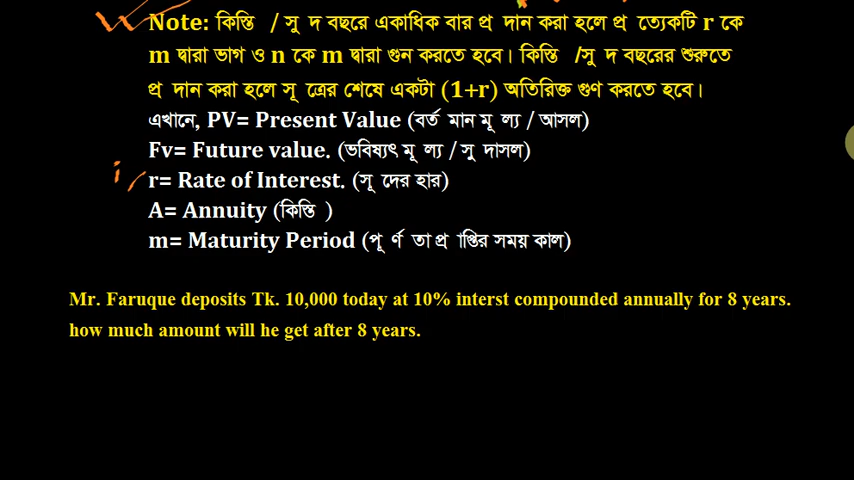 Note: কিস্তি / সুদ বছরে একাধিক বার প্রদান করা হলে প্রত্যেকটি r কে
m দ্বারা ভাগ ও n কে m দ্বারা গুন করতে হবে। কিস্তি /সুদ বছরের শুরুতে
প্রদান করা হলে সূত্রের শেষে একটা (1+r) অতিরিক্ত গুণ করতে হবে।
এখানে, PV= Present Value (বর্তমান মূল্য / আসল)
Fv= Future value. (ভবিষ্যৎ মূল্য / সুদাসল)
i r= Rate of Interest. (সূদের হার)
A= Annuity (কিস্তি )
m= Maturity Period (পূর্ণতা প্রাপ্তির সময় কাল)
Mr. Faruque deposits Tk. 10,000 today at 10% interst compounded annually for 8 years.
how much amount will he get after 8 years.